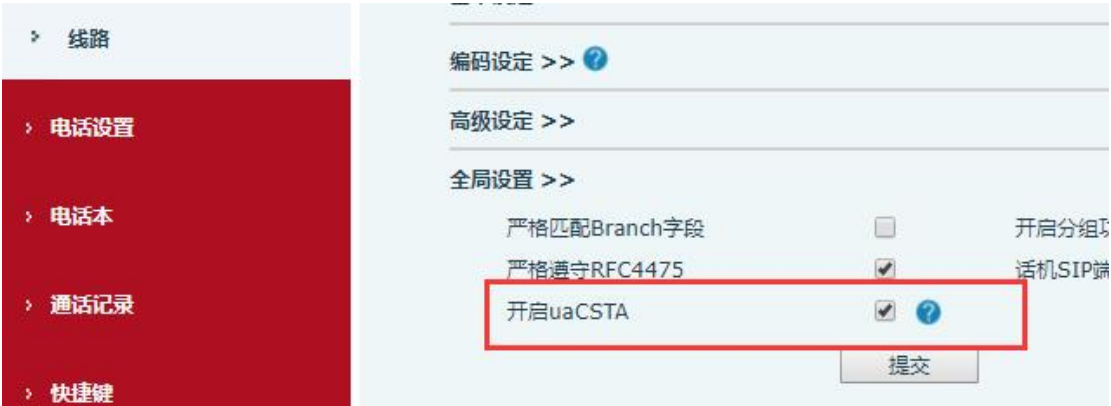 线路
电话设置
电话本
通话记录
快捷键
编码设定 >>
高级设定 >>
全局设置 >>
严格匹配Branch字段 开启分组
严格遵守RFC4475 话机SIP端
开启uaCSTA
提交